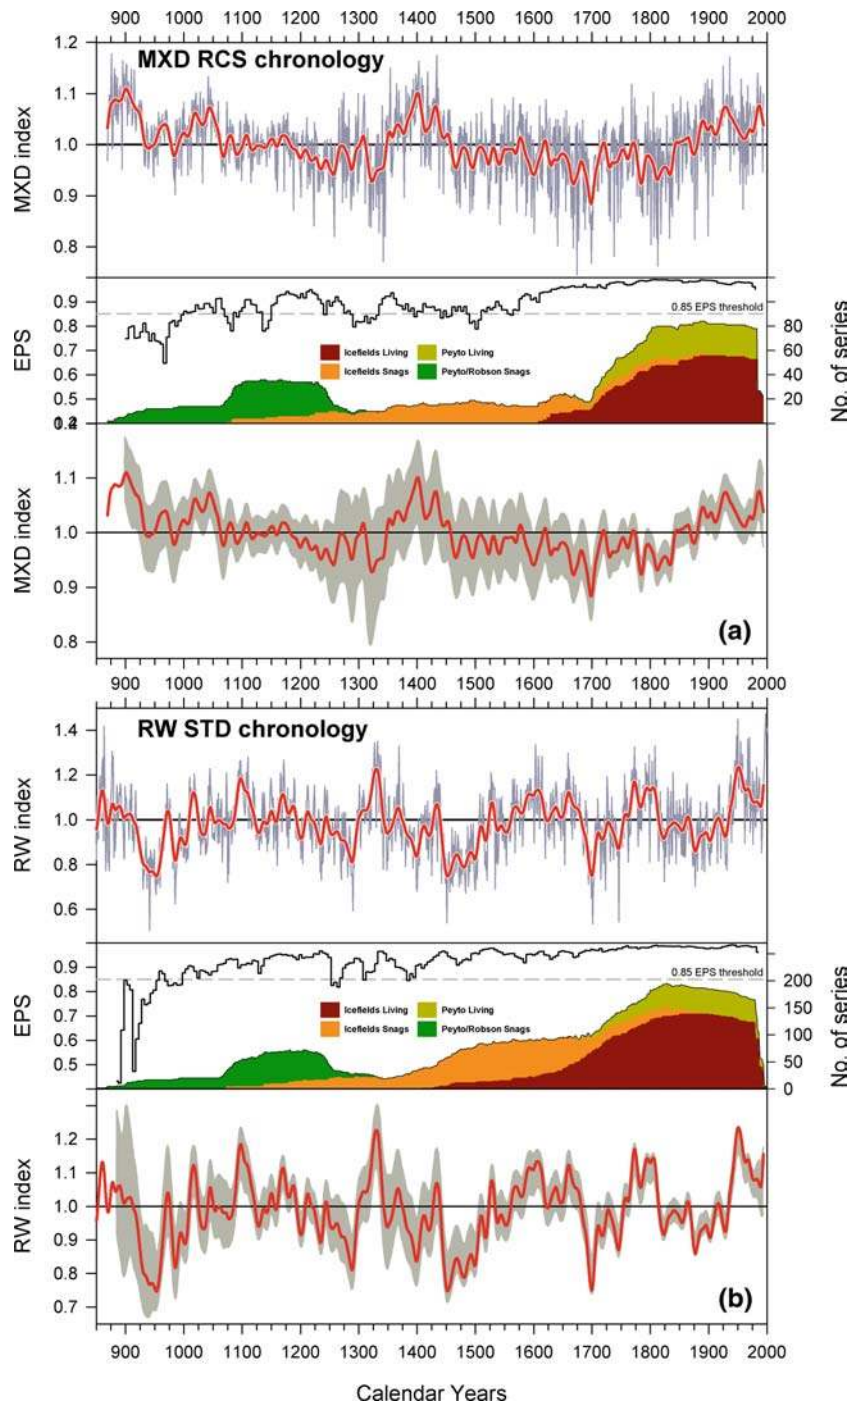 900 1000 1100 1200 1300 1400 1500 1600 1700 1800 1900 2000
MXD RCS chronology
1.2
1.1
1.0
0.9
0.8
MXD index
0.9
0.8
0.7
0.6
0.5
EPS
0.85 EPS threshold
Icefields Living
Peyto Living
Icefields Snags
Peyto/Robson Snags
80
60
40
20
No. of series
1.1
1.0
0.9
0.8
MXD index
(a)
900 1000 1100 1200 1300 1400 1500 1600 1700 1800 1900 2000
RW STD chronology
1.4
1.2
1.0
0.8
0.6
RW index
0.9
0.8
0.7
0.6
0.5
EPS
0.85 EPS threshold
Icefields Living
Peyto Living
Icefields Snags
Peyto/Robson Snags
200
150
100
50
0
No. of series
1.2
1.1
1.0
0.9
0.8
0.7
RW index
(b)
900 1000 1100 1200 1300 1400 1500 1600 1700 1800 1900 2000
Calendar Years